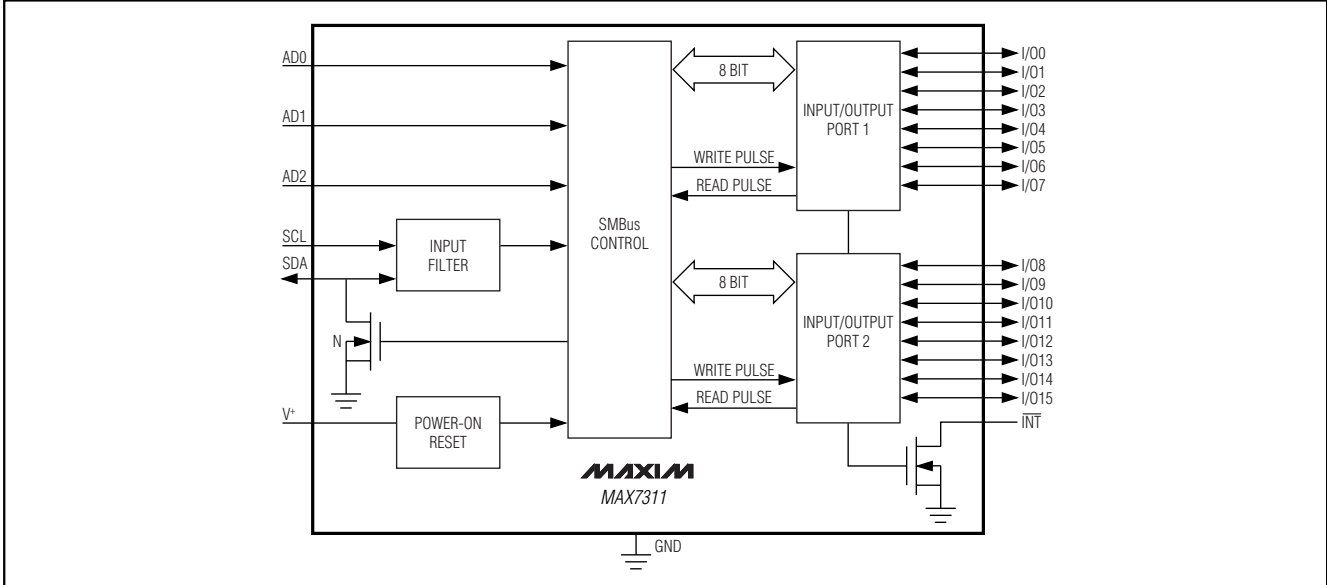 AD0
AD1
AD2
SCL
SDA
N
V+
INPUT
FILTER
POWER-ON
RESET
SMBus
CONTROL
8 BIT
WRITE PULSE
READ PULSE
8 BIT
WRITE PULSE
READ PULSE
INPUT/OUTPUT
PORT 1
INPUT/OUTPUT
PORT 2
I/O0
I/O1
I/O2
I/O3
I/O4
I/O5
I/O6
I/O7
I/O8
I/O9
I/O10
I/O11
I/O12
I/O13
I/O14
I/O15
INT
MAXIM
MAX7311
GND